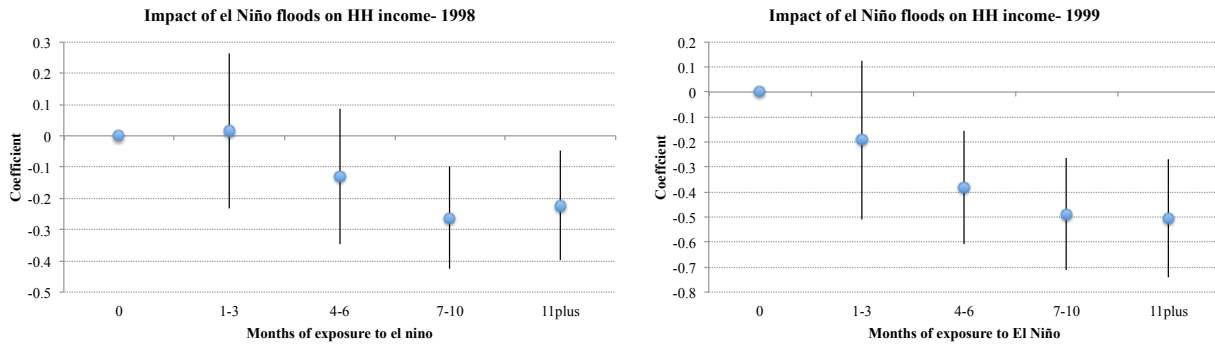 Impact of el Niño floods on HH income- 1998
0.3
0.2
0.1
0
-0.1
-0.2
-0.3
-0.4
-0.5
Coefficient
0 1-3 4-6 7-10 11plus
Months of exposure to el nino
Impact of el Niño floods on HH income- 1999
0.2
0.1
0
-0.1
-0.2
-0.3
-0.4
-0.5
-0.6
-0.7
-0.8
Coeffcient
0 1-3 4-6 7-10 11plus
Months of exposure to El Niño